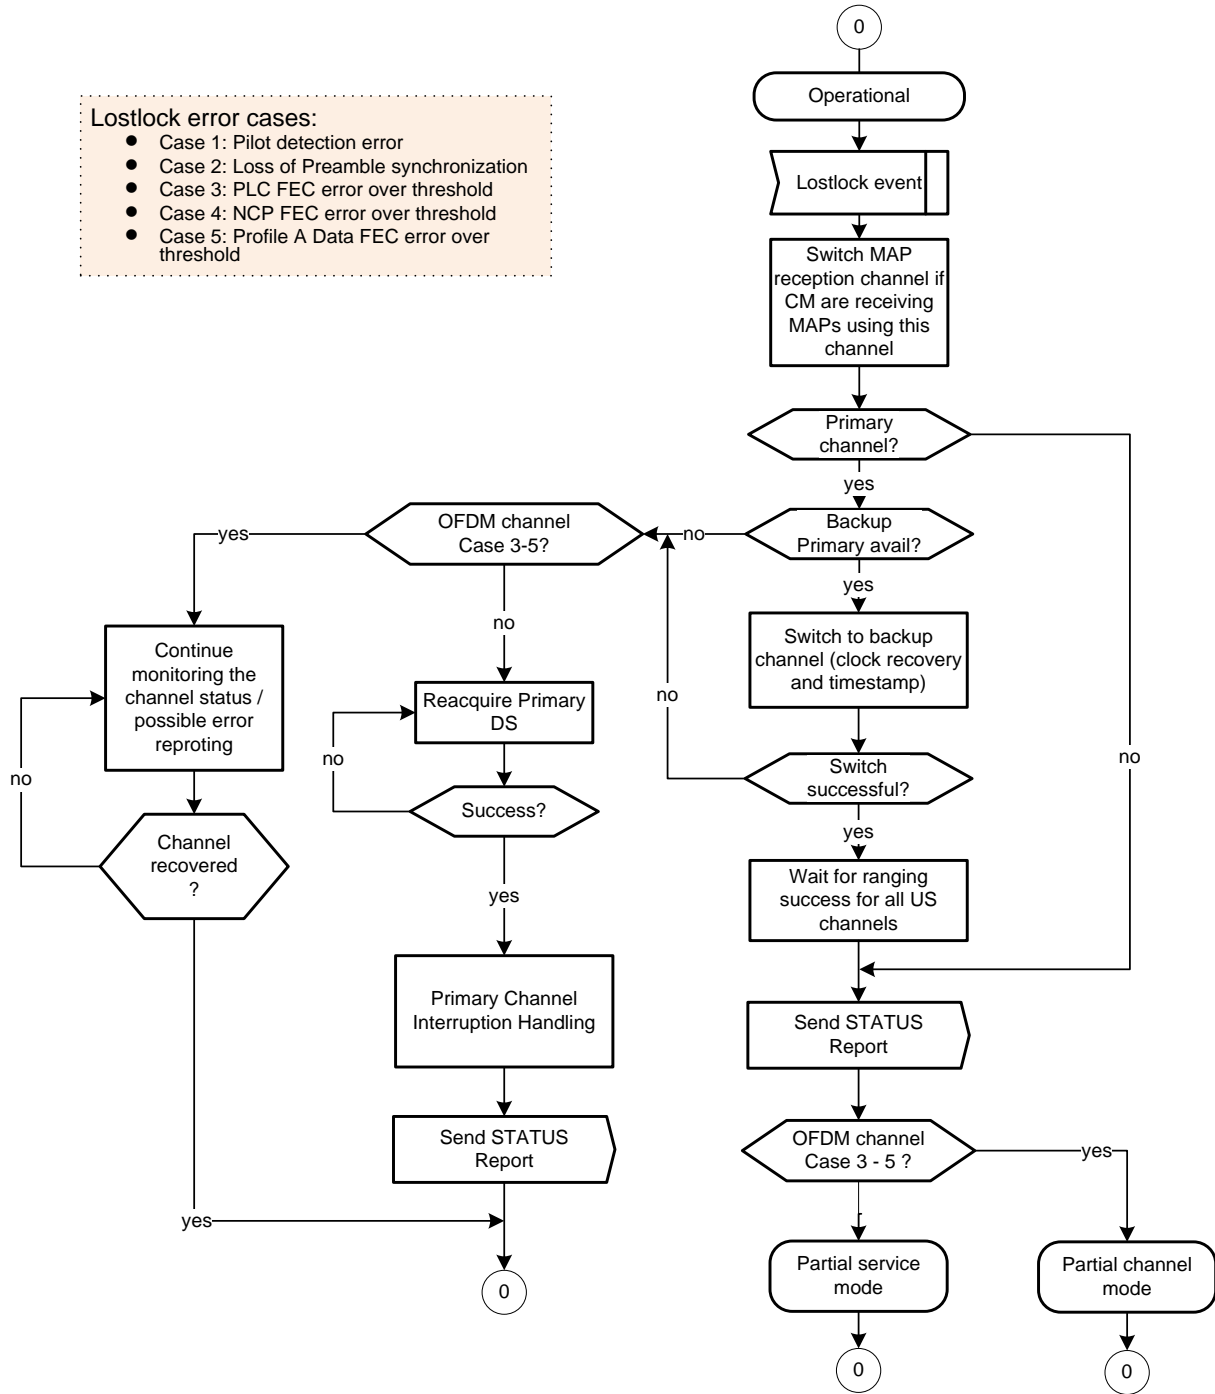 0
Operational
Lostlock error cases:
● Case 1: Pilot detection error
● Case 2: Loss of Preamble synchronization
● Case 3: PLC FEC error over threshold
● Case 4: NCP FEC error over threshold
● Case 5: Profile A Data FEC error over
threshold
Lostlock event
Switch MAP
reception channel if
CM are receiving
MAPs using this
channel
Primary
channel?
yes
no
Backup
Primary avail?
no
yes
OFDM channel
Case 3-5?
yes
no
Switch to backup
channel (clock recovery
and timestamp)
Switch
successful?
no
yes
Continue
monitoring the
channel status /
possible error
reproting
Channel
recovered
?
no
yes
Reacquire Primary
DS
Success?
no
yes
Primary Channel
Interruption Handling
Send STATUS
Report
0
Wait for ranging
success for all US
channels
Send STATUS
Report
OFDM channel
Case 3 - 5 ?
yes
Partial service
mode
Partial channel
mode
0
0